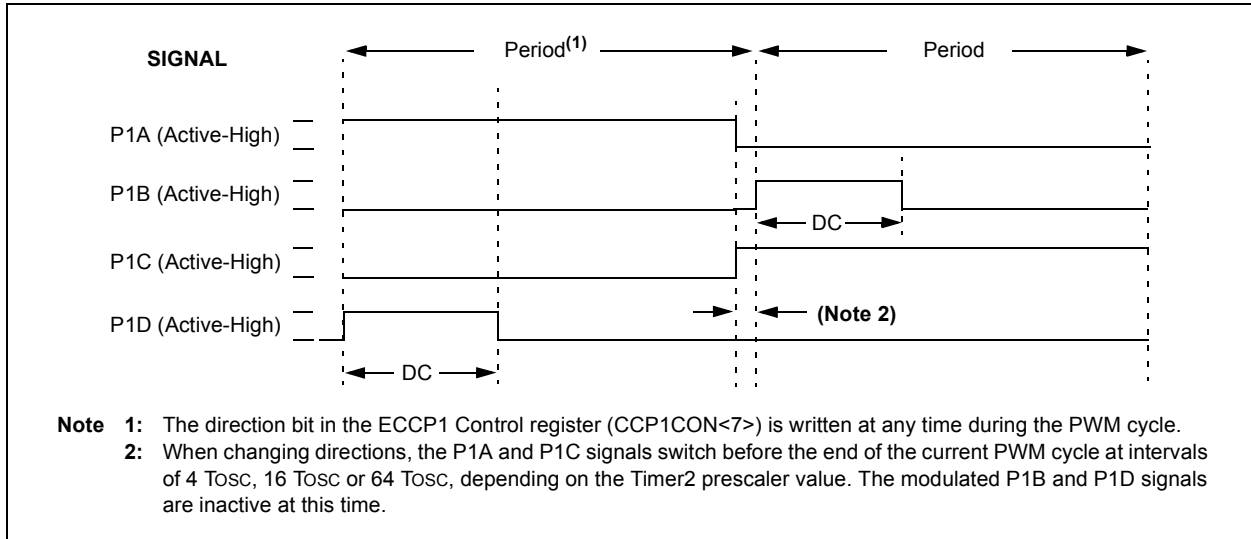 SIGNAL
Period(1)
Period
P1A (Active-High)
P1B (Active-High)
DC
P1C (Active-High)
P1D (Active-High)
(Note 2)
DC
Note 1: The direction bit in the ECCP1 Control register (CCP1CON<7>) is written at any time during the PWM cycle.
2: When changing directions, the P1A and P1C signals switch before the end of the current PWM cycle at intervals
of 4 TOSC, 16 TOSC or 64 TOSC, depending on the Timer2 prescaler value. The modulated P1B and P1D signals
are inactive at this time.